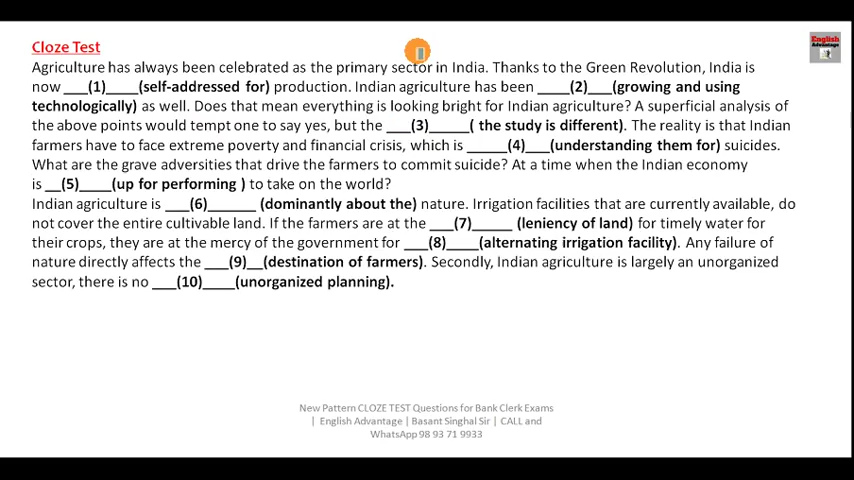 Cloze Test
English
Advantage
Agriculture has always been celebrated as the primary sector in India. Thanks to the Green Revolution, India is
now ___(1)____(self-addressed for) production. Indian agriculture has been ____(2)___(growing and using
technologically) as well. Does that mean everything is looking bright for Indian agriculture? A superficial analysis of
the above points would tempt one to say yes, but the ___(3)_____( the study is different). The reality is that Indian
farmers have to face extreme poverty and financial crisis, which is _____(4)___(understanding them for) suicides.
What are the grave adversities that drive the farmers to commit suicide? At a time when the Indian economy
is __(5)____(up for performing ) to take on the world?
Indian agriculture is ___(6)______ (dominantly about the) nature. Irrigation facilities that are currently available, do
not cover the entire cultivable land. If the farmers are at the ___(7)_____ (leniency of land) for timely water for
their crops, they are at the mercy of the government for ___(8)____(alternating irrigation facility). Any failure of
nature directly affects the ___(9)__(destination of farmers). Secondly, Indian agriculture is largely an unorganized
sector, there is no ___(10)____(unorganized planning).
New Pattern CLOZE TEST Questions for Bank Clerk Exams
| English Advantage | Basant Singhal Sir | CALL and
WhatsApp 98 93 71 9933